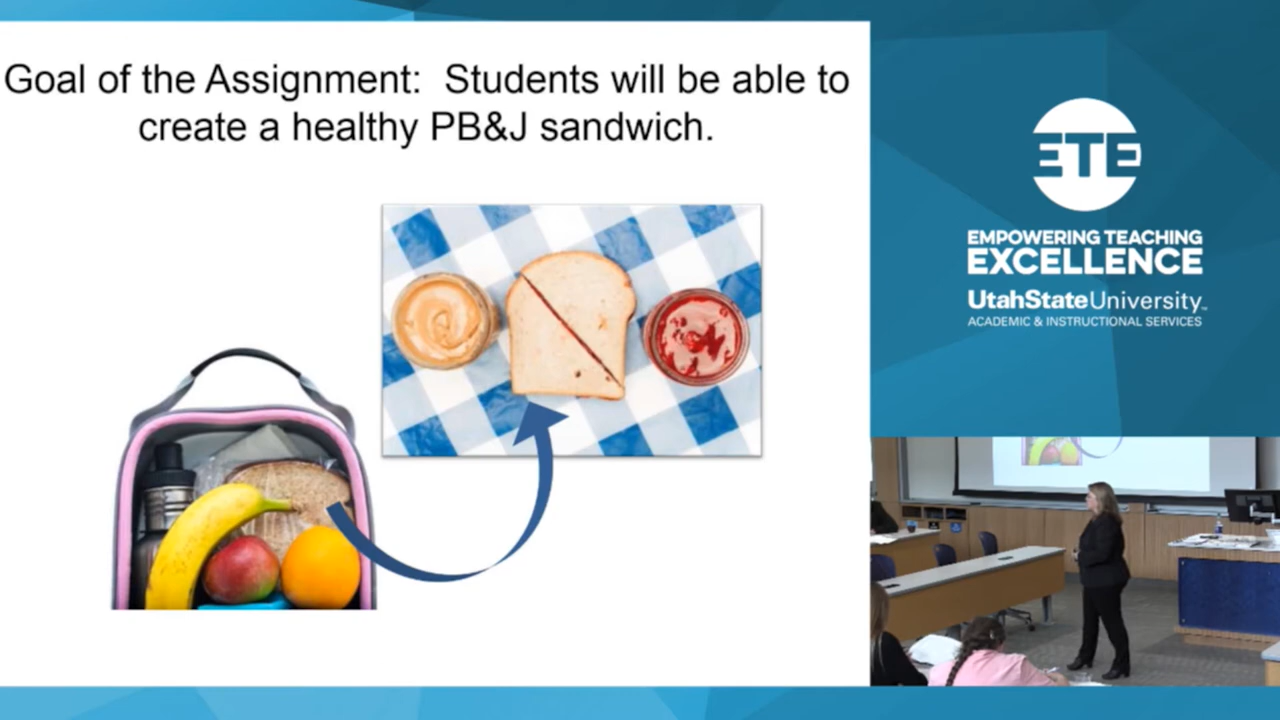 Goal of the Assignment:  Students will be able to
create a healthy PB&J sandwich.
ETE
EMPOWERING TEACHING
EXCELLENCE
UtahStateUniversity™
ACADEMIC & INSTRUCTIONAL SERVICES